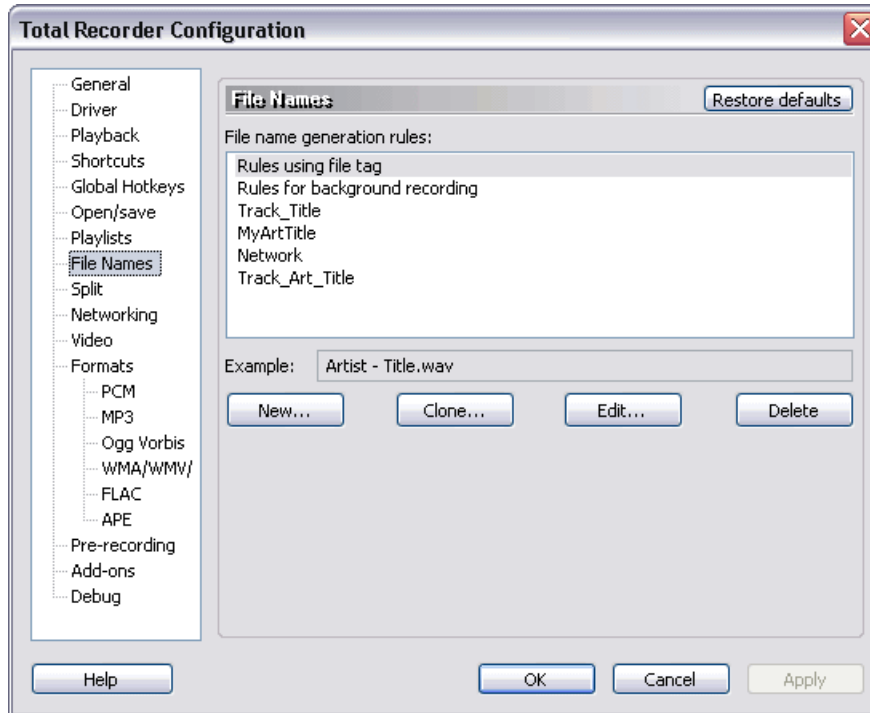 Total Recorder Configuration
General
Driver
Playback
Shortcuts
Global Hotkeys
Open/save
Playlists
File Names
Split
Networking
Video
Formats
PCM
MP3
Ogg Vorbis
WMA/WMV/
FLAC
APE
Pre-recording
Add-ons
Debug
File Names
Restore defaults
File name generation rules:
Rules using file tag
Rules for background recording
Track_Title
MyArtTitle
Network
Track_Art_Title
Example: Artist - Title.wav
New... Clone... Edit... Delete
Help OK Cancel Apply